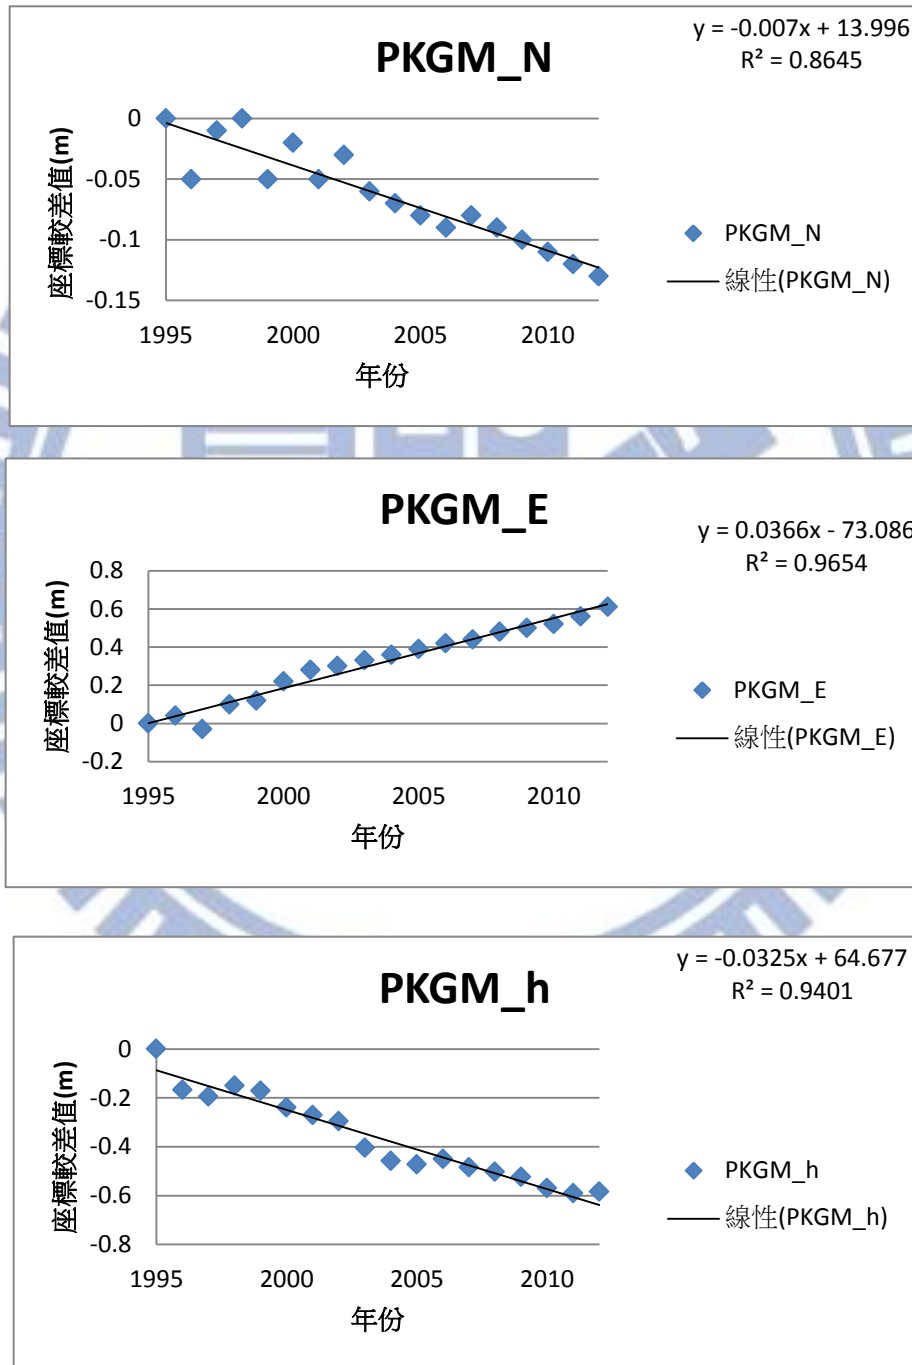 y = -0.007x + 13.996
R² = 0.8645
PKGM_N
0
-0.05
-0.1
-0.15
座標較差值(m)
1995 2000 2005 2010
年份
PKGM_N
線性(PKGM_N)
PKGM_E
y = 0.0366x - 73.086
R² = 0.9654
0.8
0.6
0.4
0.2
0
-0.2
座標較差值(m)
1995 2000 2005 2010
年份
PKGM_E
線性(PKGM_E)
y = -0.0325x + 64.677
R² = 0.9401
PKGM_h
0
-0.2
-0.4
-0.6
-0.8
座標較差值(m)
1995 2000 2005 2010
年份
PKGM_h
線性(PKGM_h)